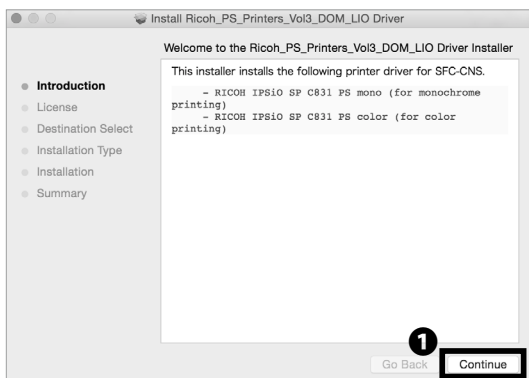 Install Ricoh_PS_Printers_Vol3_DOM_LIO Driver
Welcome to the Ricoh_PS_Printers_Vol3_DOM_LIO Driver Installer
Introduction
License
Destination Select
Installation Type
Installation
Summary
This installer installs the following printer driver for SFC-CNS.
- RICOH IPSiO SP C831 PS mono (for monochrome
printing)
- RICOH IPSiO SP C831 PS color (for color
printing)
1
Go Back Continue